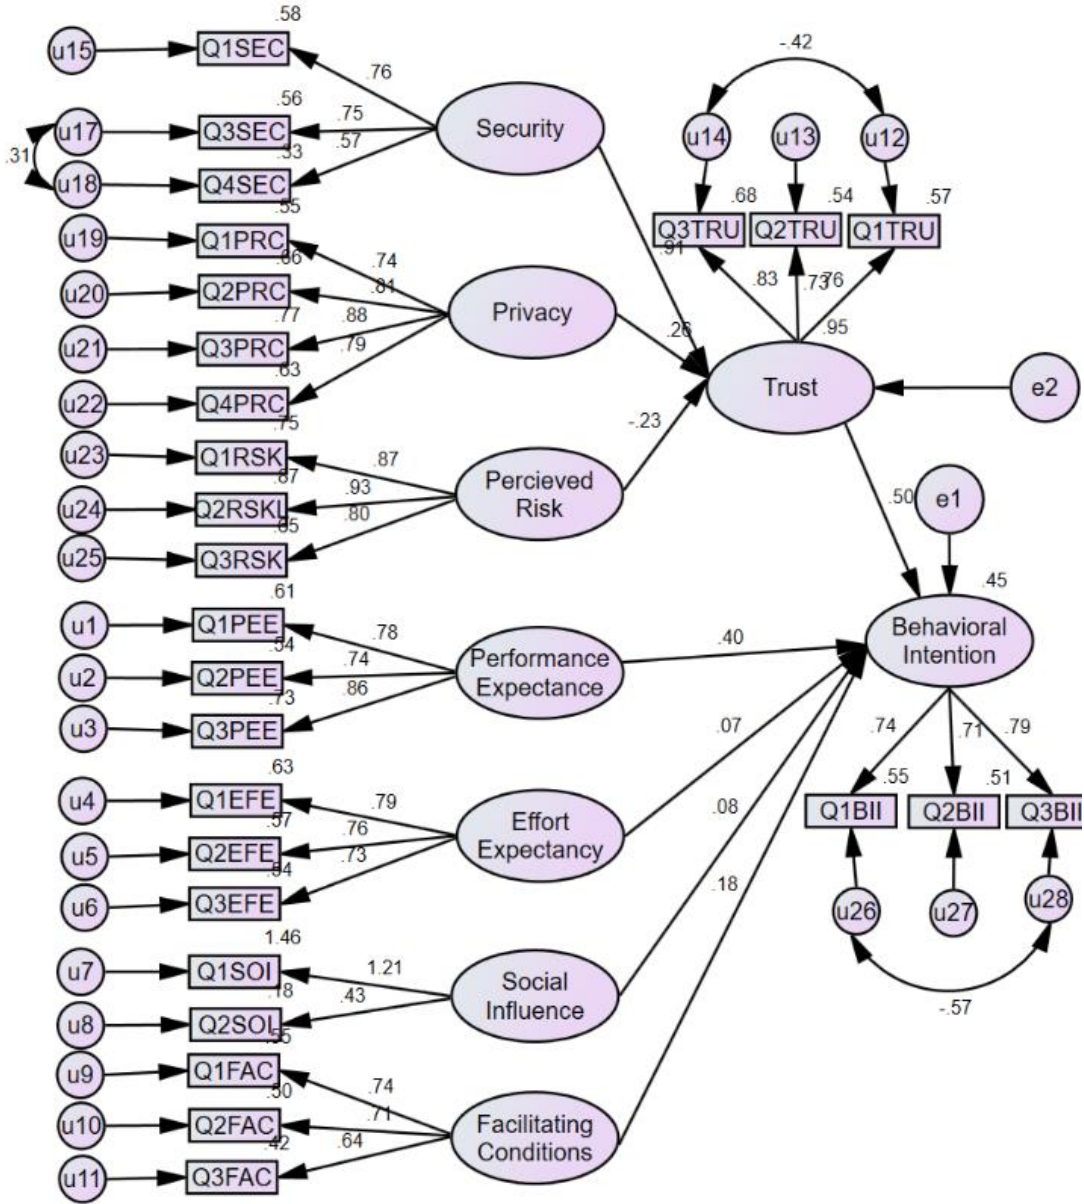 .58
u15
Q1SEC
.76
.56
u17
Q3SEC
.75
Security
.31
.33
.57
u18
Q4SEC
.55
u19
Q1PRC
.74
.66
u20
Q2PRC
.81
Privacy
.77
.88
u21
Q3PRC
.79
.63
u22
Q4PRC
.75
u23
Q1RSK
.87
.87
.93
Percieved
Risk
u24
Q2RSKL
.80
.65
u25
Q3RSK
.61
u1
Q1PEE
.78
.54
.74
Performance
Expectance
u2
Q2PEE
.86
.73
u3
Q3PEE
.63
u4
Q1EFE
.79
.57
.76
Effort
Expectancy
u5
Q2EFE
.73
.54
u6
Q3EFE
1.46
u7
Q1SOI
1.21
.18
.43
Social
Influence
u8
Q2SOI
.55
u9
Q1FAC
.74
.50
.71
u10
Q2FAC
Facilitating
Conditions
.42
.64
u11
Q3FAC
-.42
u14
u13
u12
.68
.54
.57
Q3TRU
Q2TRU
Q1TRU
.91
.83
.73
.76
.26
.95
Trust
e2
-.23
.50
e1
.45
Behavioral
Intention
.40
.07
.08
.18
.74
.71
.79
.55
.51
Q1BII
Q2BII
Q3BII
u26
u27
u28
-.57